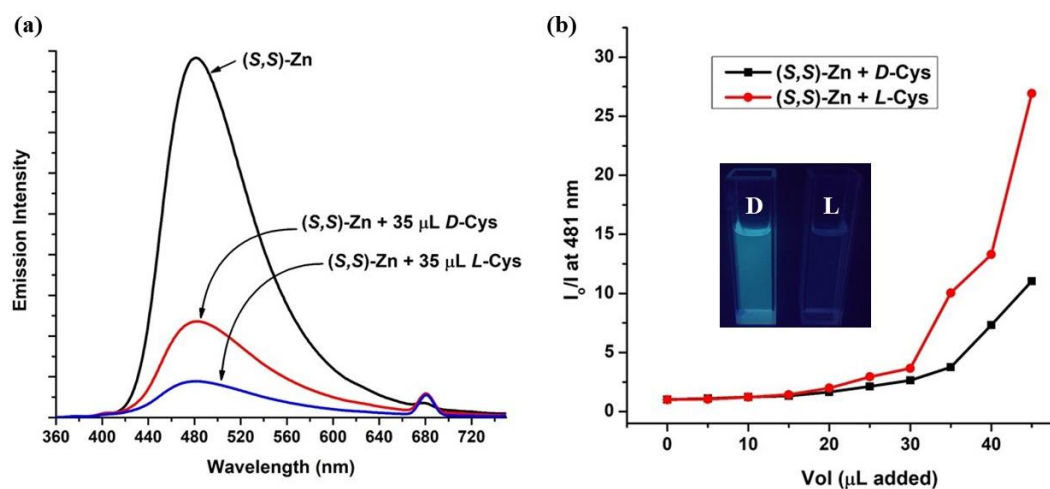 (a)
(S,S)-Zn
(S,S)-Zn + 35 μL D-Cys
(S,S)-Zn + 35 μL L-Cys
Emission Intensity
360 400 440 480 520 560 600 640 680 720
Wavelength (nm)
(b)
(S,S)-Zn + D-Cys
(S,S)-Zn + L-Cys
D L
I₀/I at 481 nm
30
25
20
15
10
5
0
0 10 20 30 40
Vol (μL added)